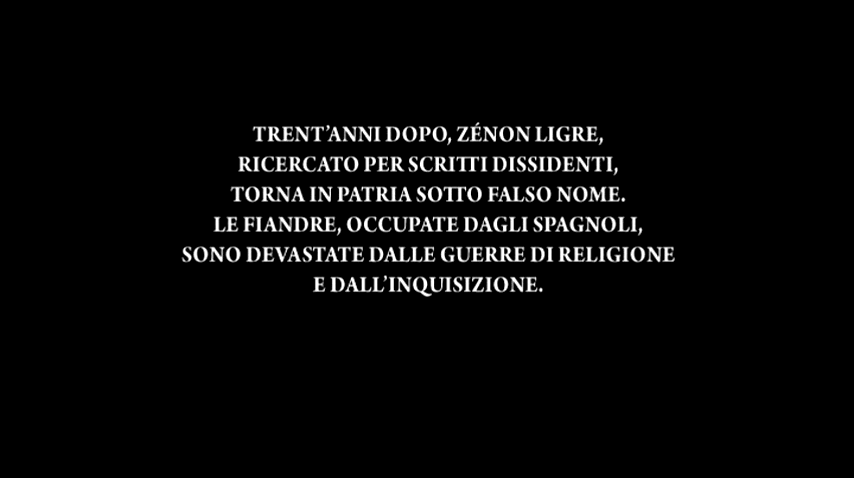 TRENT’ANNI DOPO, ZÉNON LIGRE,
RICERCATO PER SCRITTI DISSIDENTI,
TORNA IN PATRIA SOTTO FALSO NOME.
LE FIANDRE, OCCUPATE DAGLI SPAGNOLI,
SONO DEVASTATE DALLE GUERRE DI RELIGIONE
E DALL’INQUISIZIONE.